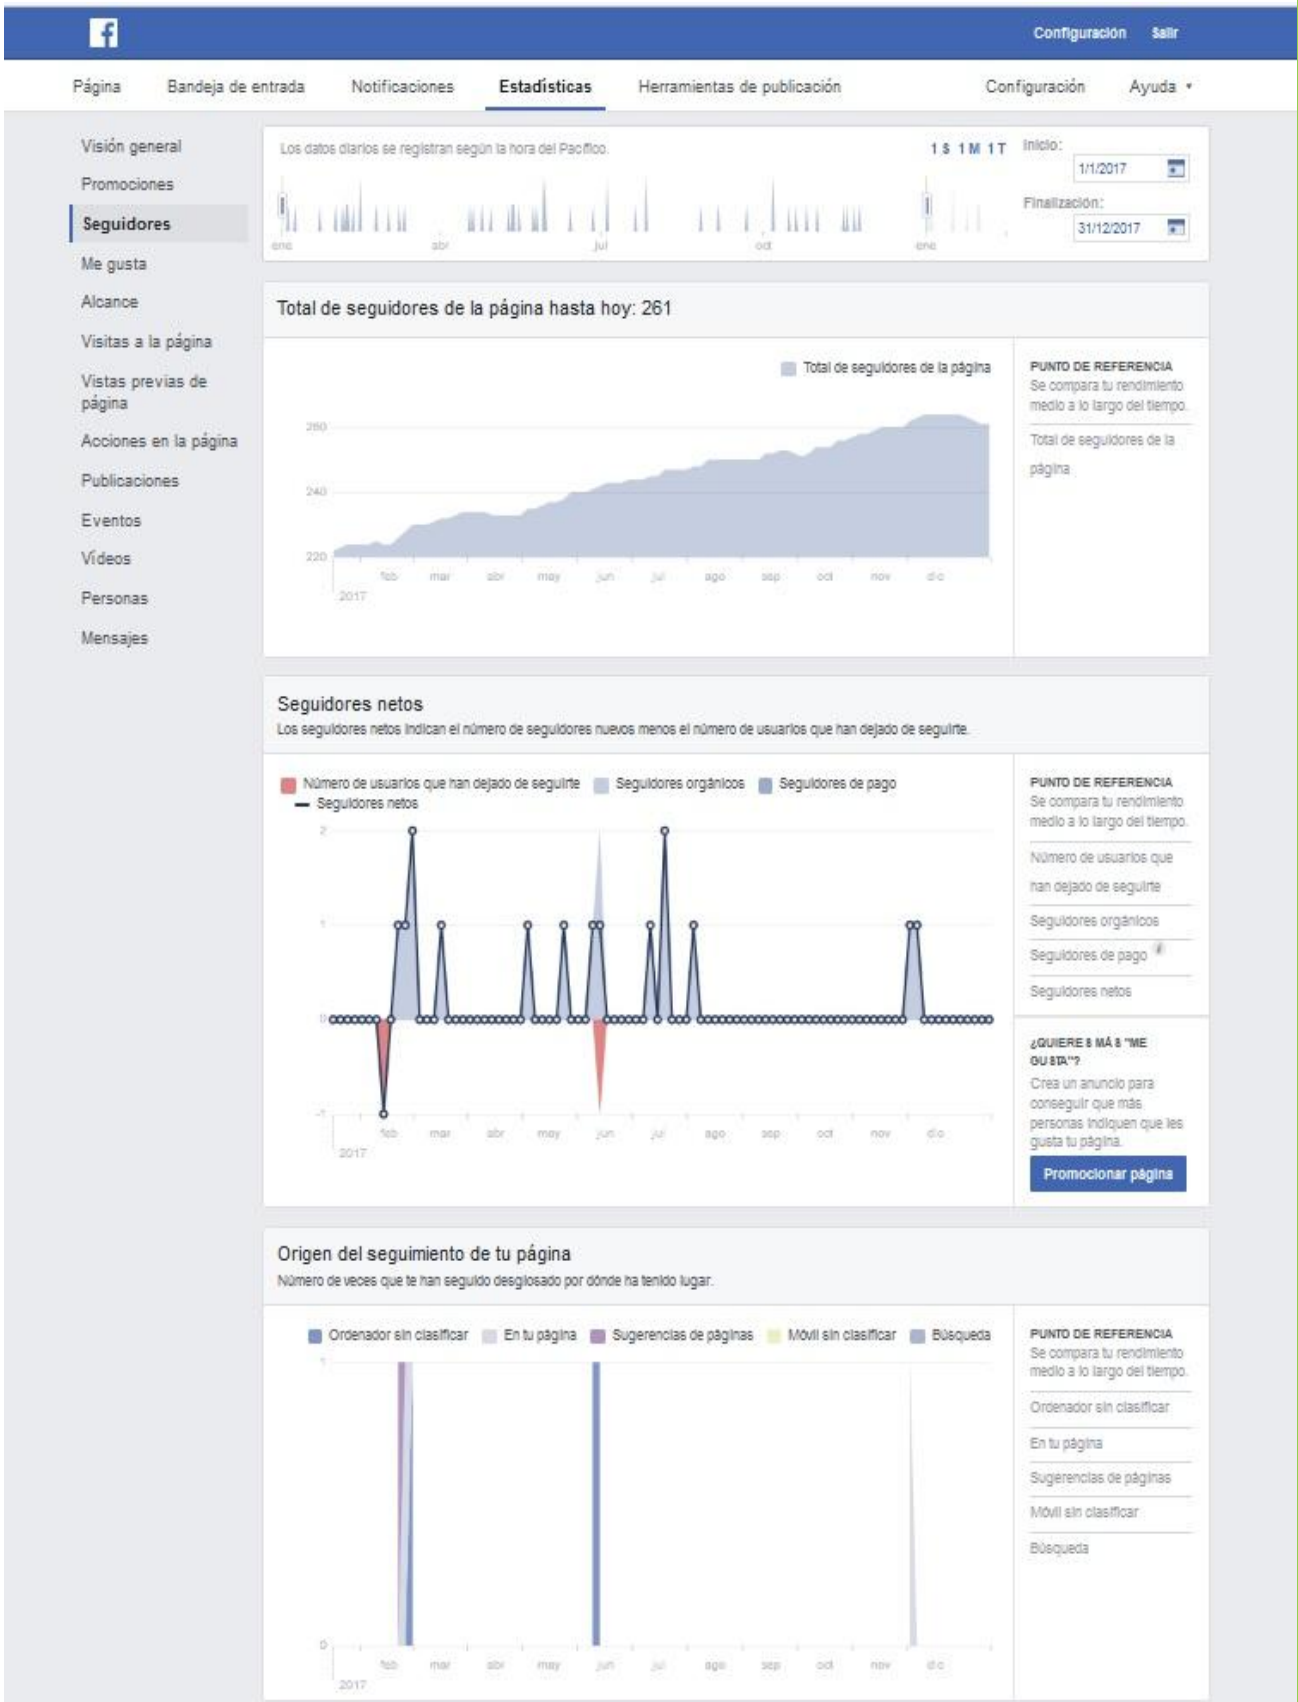 f
Configuración Salir
Página Bandeja de entrada Notificaciones Estadísticas Herramientas de publicación Configuración Ayuda
Visión general
Promociones
Seguidores
Me gusta
Alcance
Visitas a la página
Vistas previas de
página
Acciones en la página
Publicaciones
Eventos
Vídeos
Personas
Mensajes
Los datos diarios se registran según la hora del Pacífico.
1 S 1 M 1 T
Inicio:
1/1/2017
Finalización:
31/12/2017
ene abr jul oct ene
Total de seguidores de la página hasta hoy: 261
Total de seguidores de la página
260
240
220
feb mar abr may jun jul ago sep oct nov dic
2017
PUNTO DE REFERENCIA
Se compara tu rendimiento
medio a lo largo del tiempo.
Total de seguidores de la
página
Seguidores netos
Los seguidores netos indican el número de seguidores nuevos menos el número de usuarios que han dejado de seguirte.
Número de usuarios que han dejado de seguirte Seguidores orgánicos Seguidores de pago
Seguidores netos
2
1
0
-1
feb mar abr may jun jul ago sep oct nov dic
2017
PUNTO DE REFERENCIA
Se compara tu rendimiento
medio a lo largo del tiempo.
Número de usuarios que
han dejado de seguirte
Seguidores orgánicos
Seguidores de pago i
Seguidores netos
¿QUIERES MÁS "ME
GUSTA"?
Crea un anuncio para
conseguir que más
personas indiquen que les
gusta tu página.
Promocionar página
Origen del seguimiento de tu página
Número de veces que te han seguido desglosado por dónde ha tenido lugar.
Ordenador sin clasificar En tu página Sugerencias de páginas Móvil sin clasificar Búsqueda
1
0
feb mar abr may jun jul ago sep oct nov dic
2017
PUNTO DE REFERENCIA
Se compara tu rendimiento
medio a lo largo del tiempo.
Ordenador sin clasificar
En tu página
Sugerencias de páginas
Móvil sin clasificar
Búsqueda